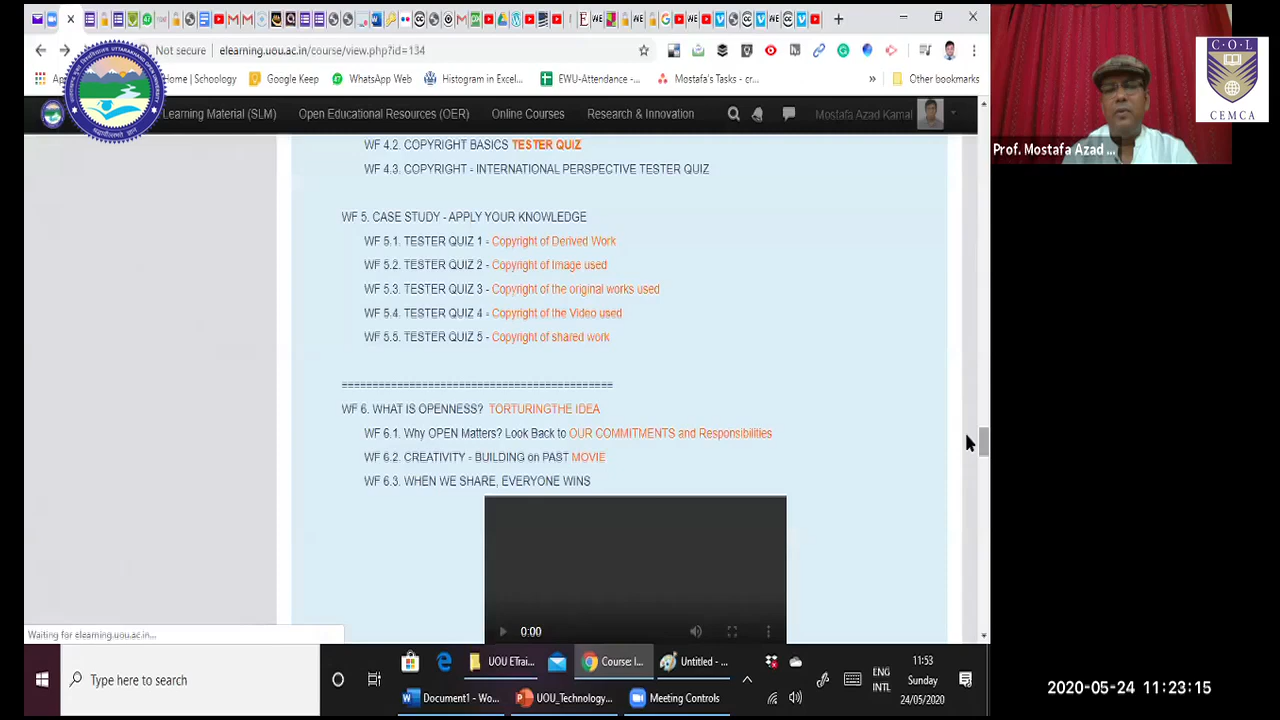 Not secure
elearning.uou.ac.in/course/view.php?id=134
Home | Schoology
Google Keep
WhatsApp Web
Histogram in Excel...
EWU-Attendance -...
Mostafa's Tasks - cr...
»
Other bookmarks
Learning Material (SLM)
Open Educational Resources (OER)
Online Courses
Research & Innovation
Mostafa Azad Kamal
C·O·L
CEMCA
Prof. Mostafa Azad ...
WF 4.2. COPYRIGHT BASICS TESTER QUIZ
WF 4.3. COPYRIGHT - INTERNATIONAL PERSPECTIVE TESTER QUIZ
WF 5. CASE STUDY - APPLY YOUR KNOWLEDGE
WF 5.1. TESTER QUIZ 1 - Copyright of Derived Work
WF 5.2. TESTER QUIZ 2 - Copyright of Image used
WF 5.3. TESTER QUIZ 3 - Copyright of the original works used
WF 5.4. TESTER QUIZ 4 - Copyright of the Video used
WF 5.5. TESTER QUIZ 5 - Copyright of shared work
============================================
WF 6. WHAT IS OPENNESS? TORTURINGTHE IDEA
WF 6.1. Why OPEN Matters? Look Back to OUR COMMITMENTS and Responsibilities
WF 6.2. CREATIVITY - BUILDING on PAST MOVIE
WF 6.3. WHEN WE SHARE, EVERYONE WINS
0:00
Waiting for elearning.uou.ac.in...
Type here to search
UOU ETrai...
Course: I...
Untitled - ...
Document1 - Wo...
UOU_Technology...
Meeting Controls
ENG
INTL
11:53
Sunday
24/05/2020
2020-05-24 11:23:15